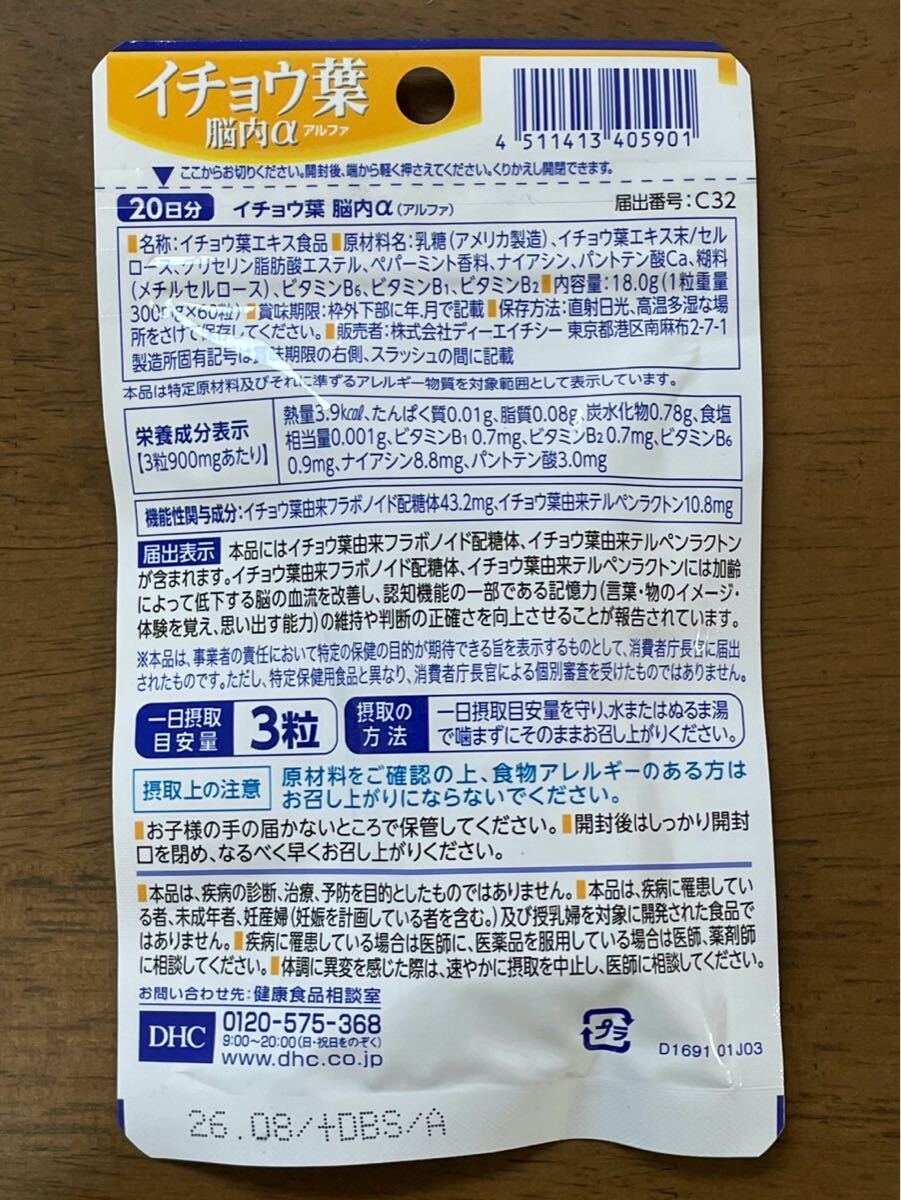 イチョウ葉
脳内α アルファ
4 511413 405901
ここからお切りください。開封後、端から軽く押さえてください。くりかえし開閉できます。
20日分 イチョウ葉 脳内α(アルファ) 届出番号:C32
■名称:イチョウ葉エキス食品■原材料名:乳糖(アメリカ製造)、イチョウ葉エキス末/セル
ロース、グリセリン脂肪酸エステル、ペパーミント香料、ナイアシン、パントテン酸Ca、糊料
(メチルセルロース)、ビタミンB₆、ビタミンB₁、ビタミンB₂■内容量:18.0g(1粒重量
300mg×60粒)■賞味期限:枠外下部に年、月で記載■保存方法:直射日光、高温多湿な場
所をさけて保存してください。■販売者:株式会社ディーエイチシー 東京都港区南麻布2-7-1
製造所固有記号は賞味期限の右側、スラッシュの間に記載
本品は特定原材料及びそれに準ずるアレルギー物質を対象範囲として表示しています。
栄養成分表示
【3粒900mgあたり】
熱量3.9kcal、たんぱく質0.01g、脂質0.08g、炭水化物0.78g、食塩
相当量0.001g、ビタミンB₁ 0.7mg、ビタミンB₂ 0.7mg、ビタミンB₆
0.9mg、ナイアシン8.8mg、パントテン酸3.0mg
機能性関与成分:イチョウ葉由来フラボノイド配糖体43.2mg、イチョウ葉由来テルペンラクトン10.8mg
届出表示 本品にはイチョウ葉由来フラボノイド配糖体、イチョウ葉由来テルペンラクトン
が含まれます。イチョウ葉由来フラボノイド配糖体、イチョウ葉由来テルペンラクトンには加齢
によって低下する脳の血流を改善し、認知機能の一部である記憶力(言葉・物のイメージ・
体験を覚え、思い出す能力)の維持や判断の正確さを向上させることが報告されています。
※本品は、事業者の責任において特定の保健の目的が期待できる旨を表示するものとして、消費者庁長官に届出
されたものです。ただし、特定保健用食品と異なり、消費者庁長官による個別審査を受けたものではありません。
一日摂取
目安量
3粒
摂取の
方法
一日摂取目安量を守り、水またはぬるま湯
で噛まずにそのままお召し上がりください。
摂取上の注意
原材料をご確認の上、食物アレルギーのある方は
お召し上がりにならないでください。
■お子様の手の届かないところで保管してください。■開封後はしっかり開封
口を閉め、なるべく早くお召し上がりください。
■本品は、疾病の診断、治療、予防を目的としたものではありません。■本品は、疾病に罹患してい
る者、未成年者、妊産婦(妊娠を計画している者を含む。)及び授乳婦を対象に開発された食品で
はありません。■疾病に罹患している場合は医師に、医薬品を服用している場合は医師、薬剤師
に相談してください。■体調に異変を感じた際は、速やかに摂取を中止し、医師に相談してください。
お問い合わせ先:健康食品相談室
DHC
0120-575-368
9:00~20:00(日・祝日をのぞく)
www.dhc.co.jp
プラ
D1691 01J03
26.08/+DBS/A